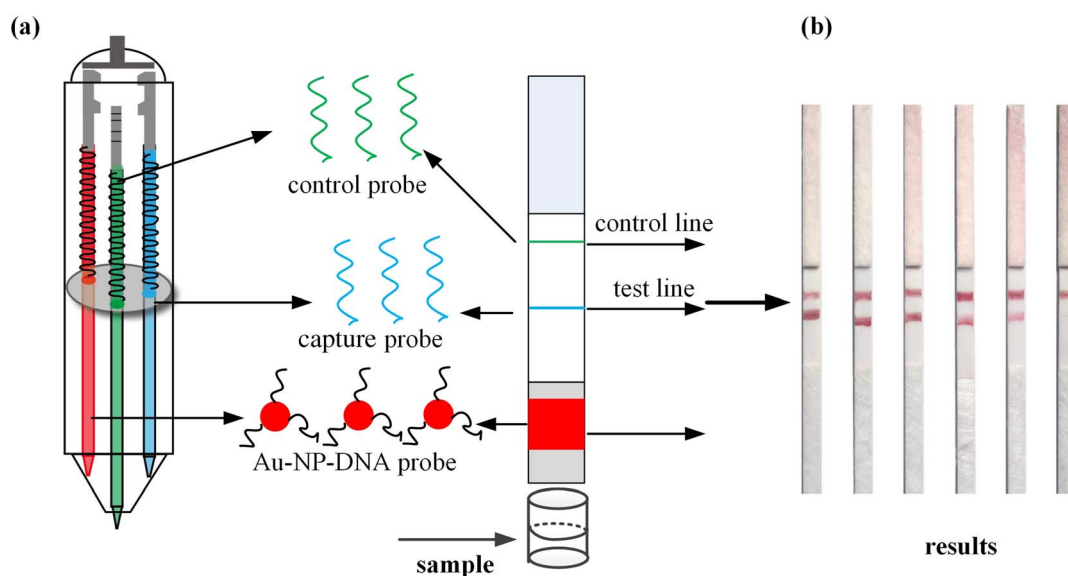 (a)
(b)
control probe
control line
test line
capture probe
Au-NP-DNA probe
sample
results